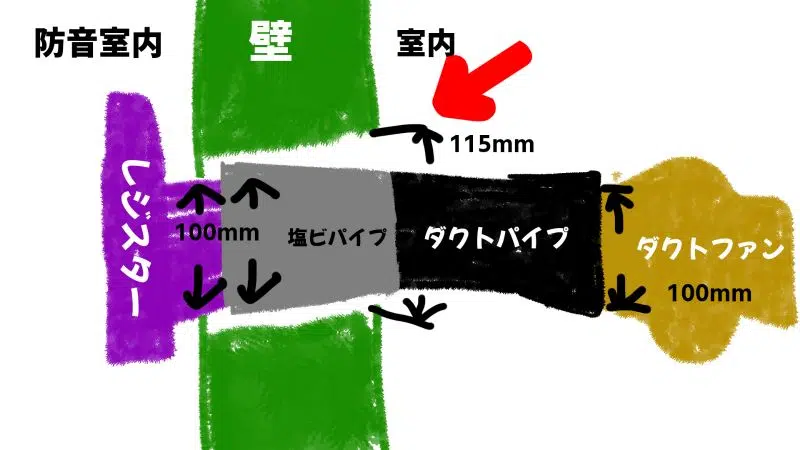 防音室内
壁
室内
115mm
レジスター
100mm
塩ビパイプ
ダクトパイプ
ダクトファン
100mm